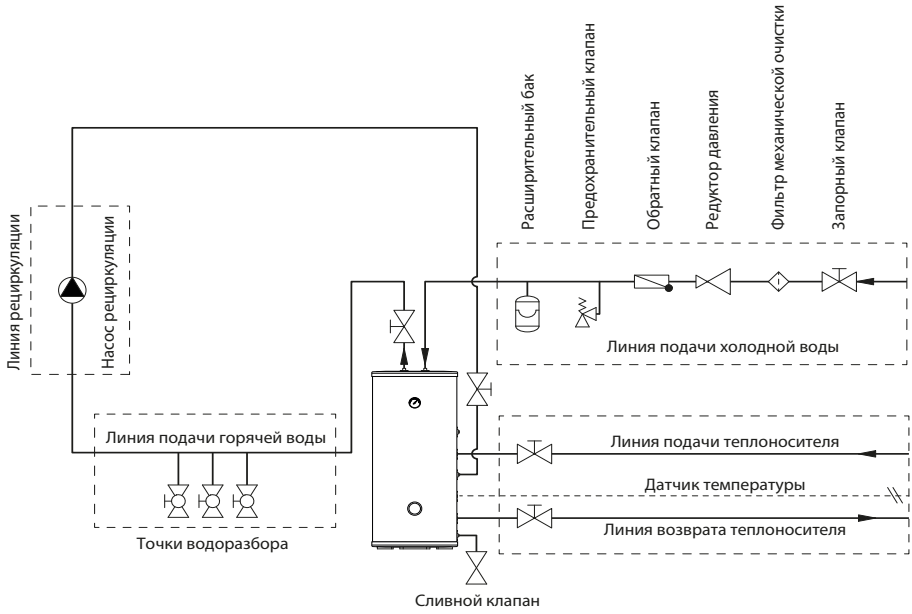 Расширительный бак
Предохранительный клапан
Обратный клапан
Редуктор давления
Фильтр механической очистки
Запорный клапан
Линия рециркуляции
Насос рециркуляции
Линия подачи холодной воды
Линия подачи горячей воды
Линия подачи теплоносителя
Датчик температуры
Линия возврата теплоносителя
Точки водоразбора
Сливной клапан